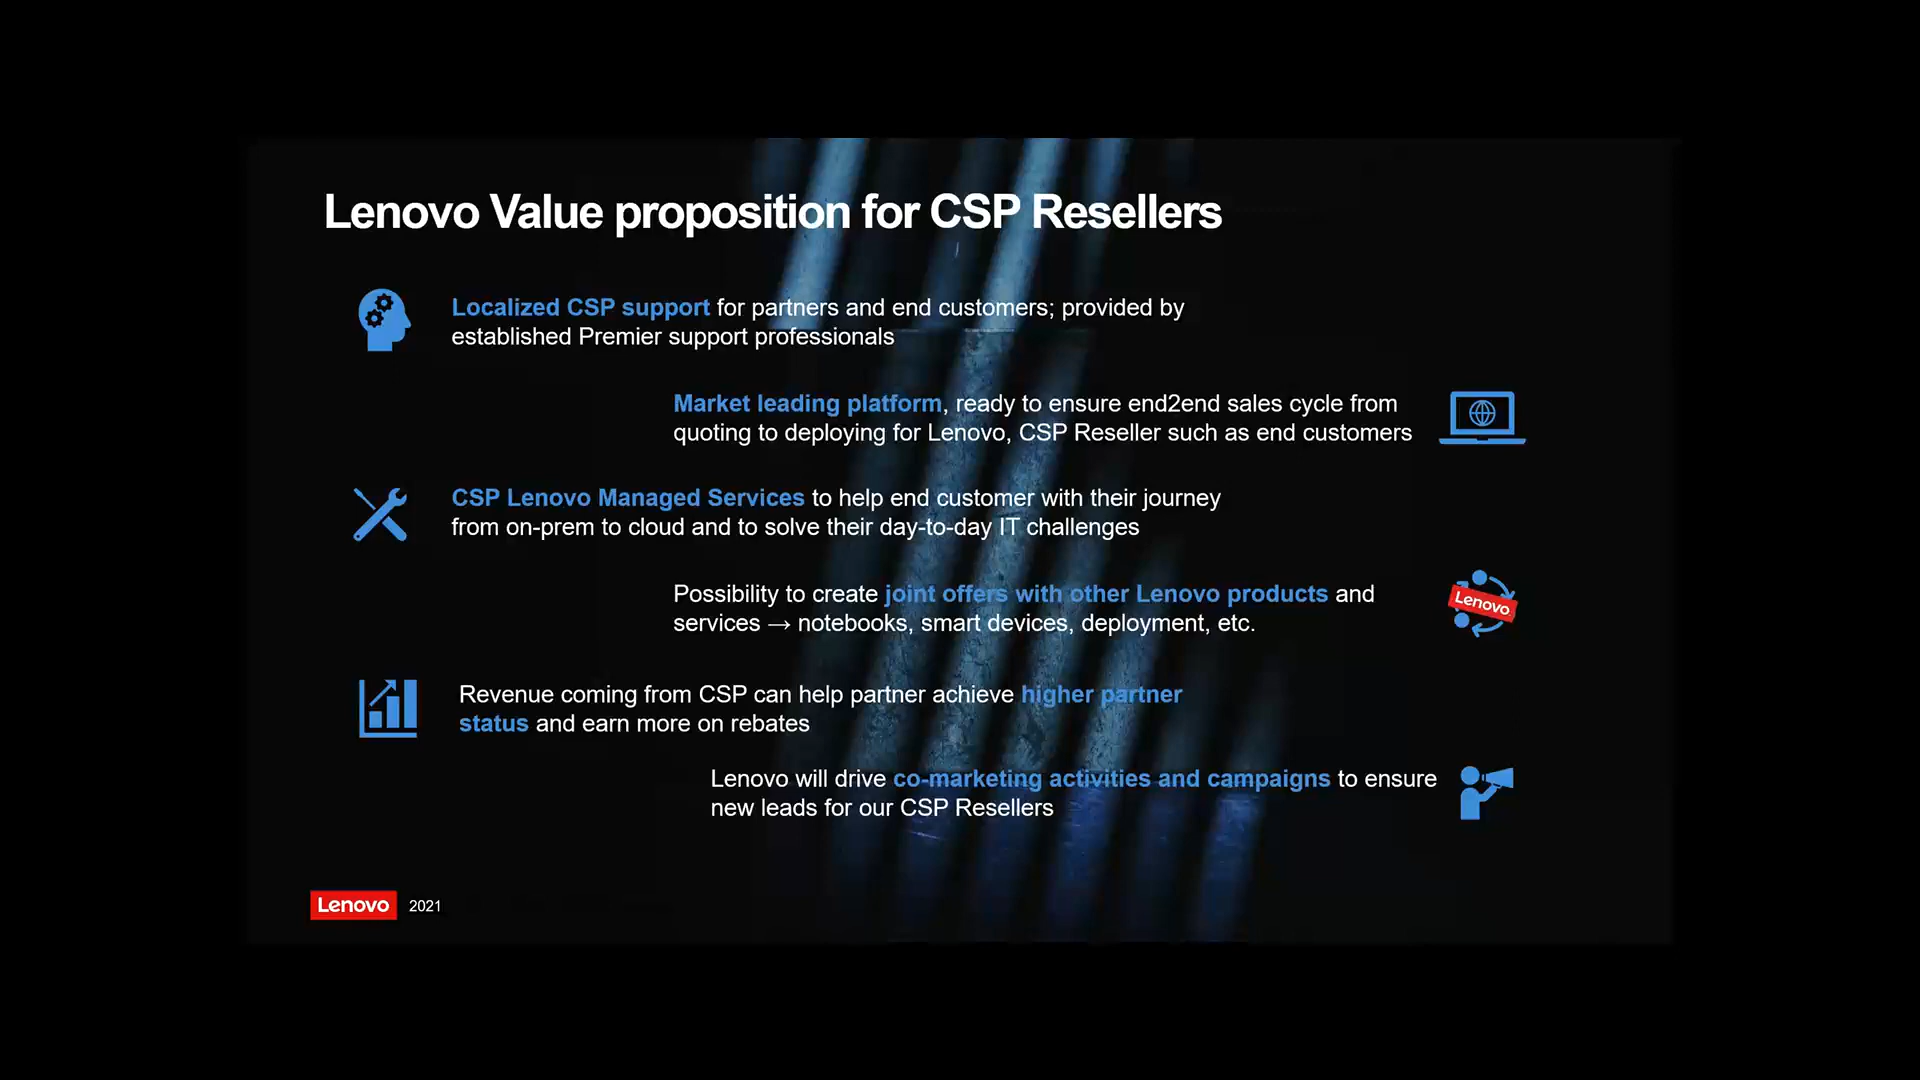 Lenovo Value proposition for CSP Resellers
Localized CSP support for partners and end customers; provided by
established Premier support professionals
Market leading platform, ready to ensure end2end sales cycle from
quoting to deploying for Lenovo, CSP Reseller such as end customers
CSP Lenovo Managed Services to help end customer with their journey
from on-prem to cloud and to solve their day-to-day IT challenges
Possibility to create joint offers with other Lenovo products and
services → notebooks, smart devices, deployment, etc.
Lenovo
Revenue coming from CSP can help partner achieve higher partner
status and earn more on rebates
Lenovo will drive co-marketing activities and campaigns to ensure
new leads for our CSP Resellers
Lenovo 2021